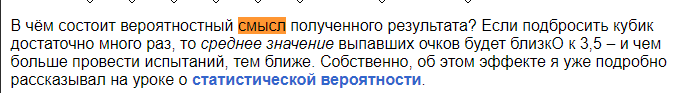 В чём состоит вероятностный смысл полученного результата? Если подбросить кубик
достаточно много раз, то среднее значение выпавших очков будет близкО к 3,5 – и чем
больше провести испытаний, тем ближе. Собственно, об этом эффекте я уже подробно
рассказывал на уроке о статистической вероятности.